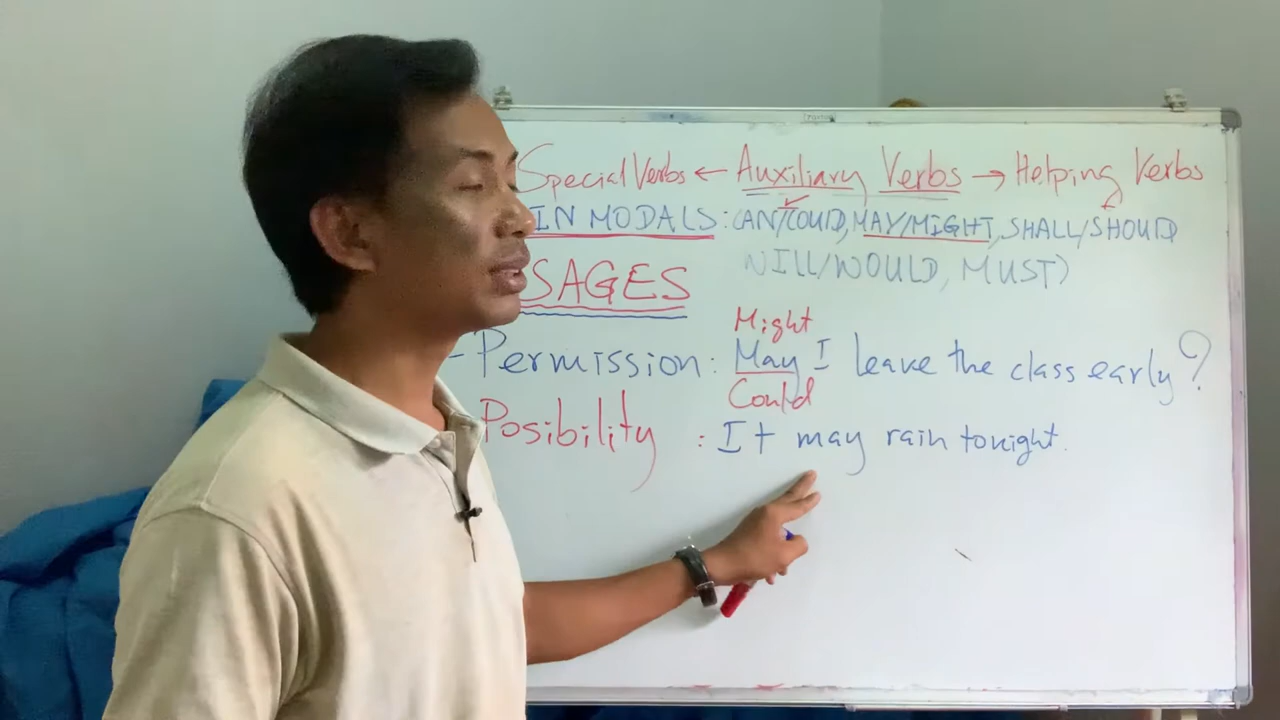 Special Verbs ← Auxiliary Verbs → Helping Verbs
IN MODALS: CAN/COULD, MAY/MIGHT, SHALL/SHOULD
WILL/WOULD, MUST)
SAGES
Might
- Permission: May I leave the class early?
Could
Posibility : It may rain tonight.